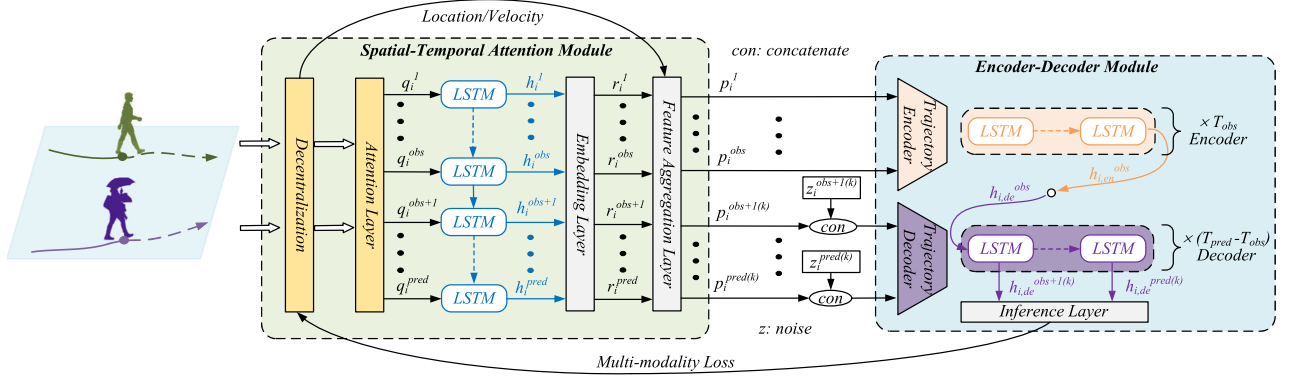 Location/Velocity
Spatial-Temporal Attention Module
con: concatenate
Encoder-Decoder Module
Decentralization
Attention Layer
q_i^1
q_i^obs
q_i^obs+1
q_i^pred
LSTM
LSTM
LSTM
LSTM
h_i^1
h_i^obs
h_i^obs+1
h_i^pred
Embedding Layer
r_i^1
r_i^obs
r_i^obs+1
r_i^pred
Feature Aggregation Layer
p_i^1
p_i^obs
p_i^obs+1(k)
p_i^pred(k)
z_i^obs+1(k)
con
z_i^pred(k)
con
z: noise
Trajectory
Encoder
LSTM
LSTM
× T_obs
Encoder
h_i,en^obs
h_i,de^obs
Trajectory
Decoder
LSTM
LSTM
× (T_pred-T_obs)
Decoder
h_i,de^obs+1(k)
h_i,de^pred(k)
Inference Layer
Multi-modality Loss